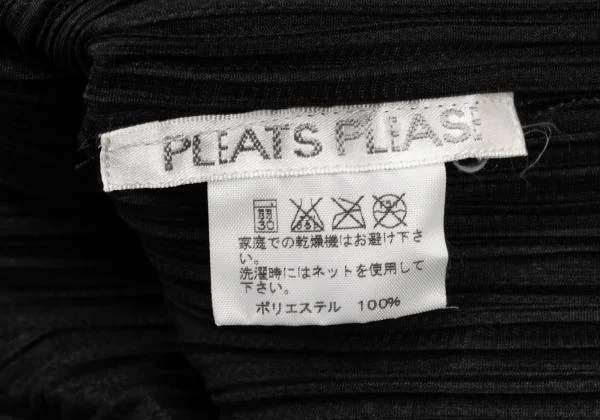 PLEATS PLEASE
30
家庭での乾燥機はお避け下さ
い。
洗濯時にはネットを使用して
下さい。
ポリエステル 100%